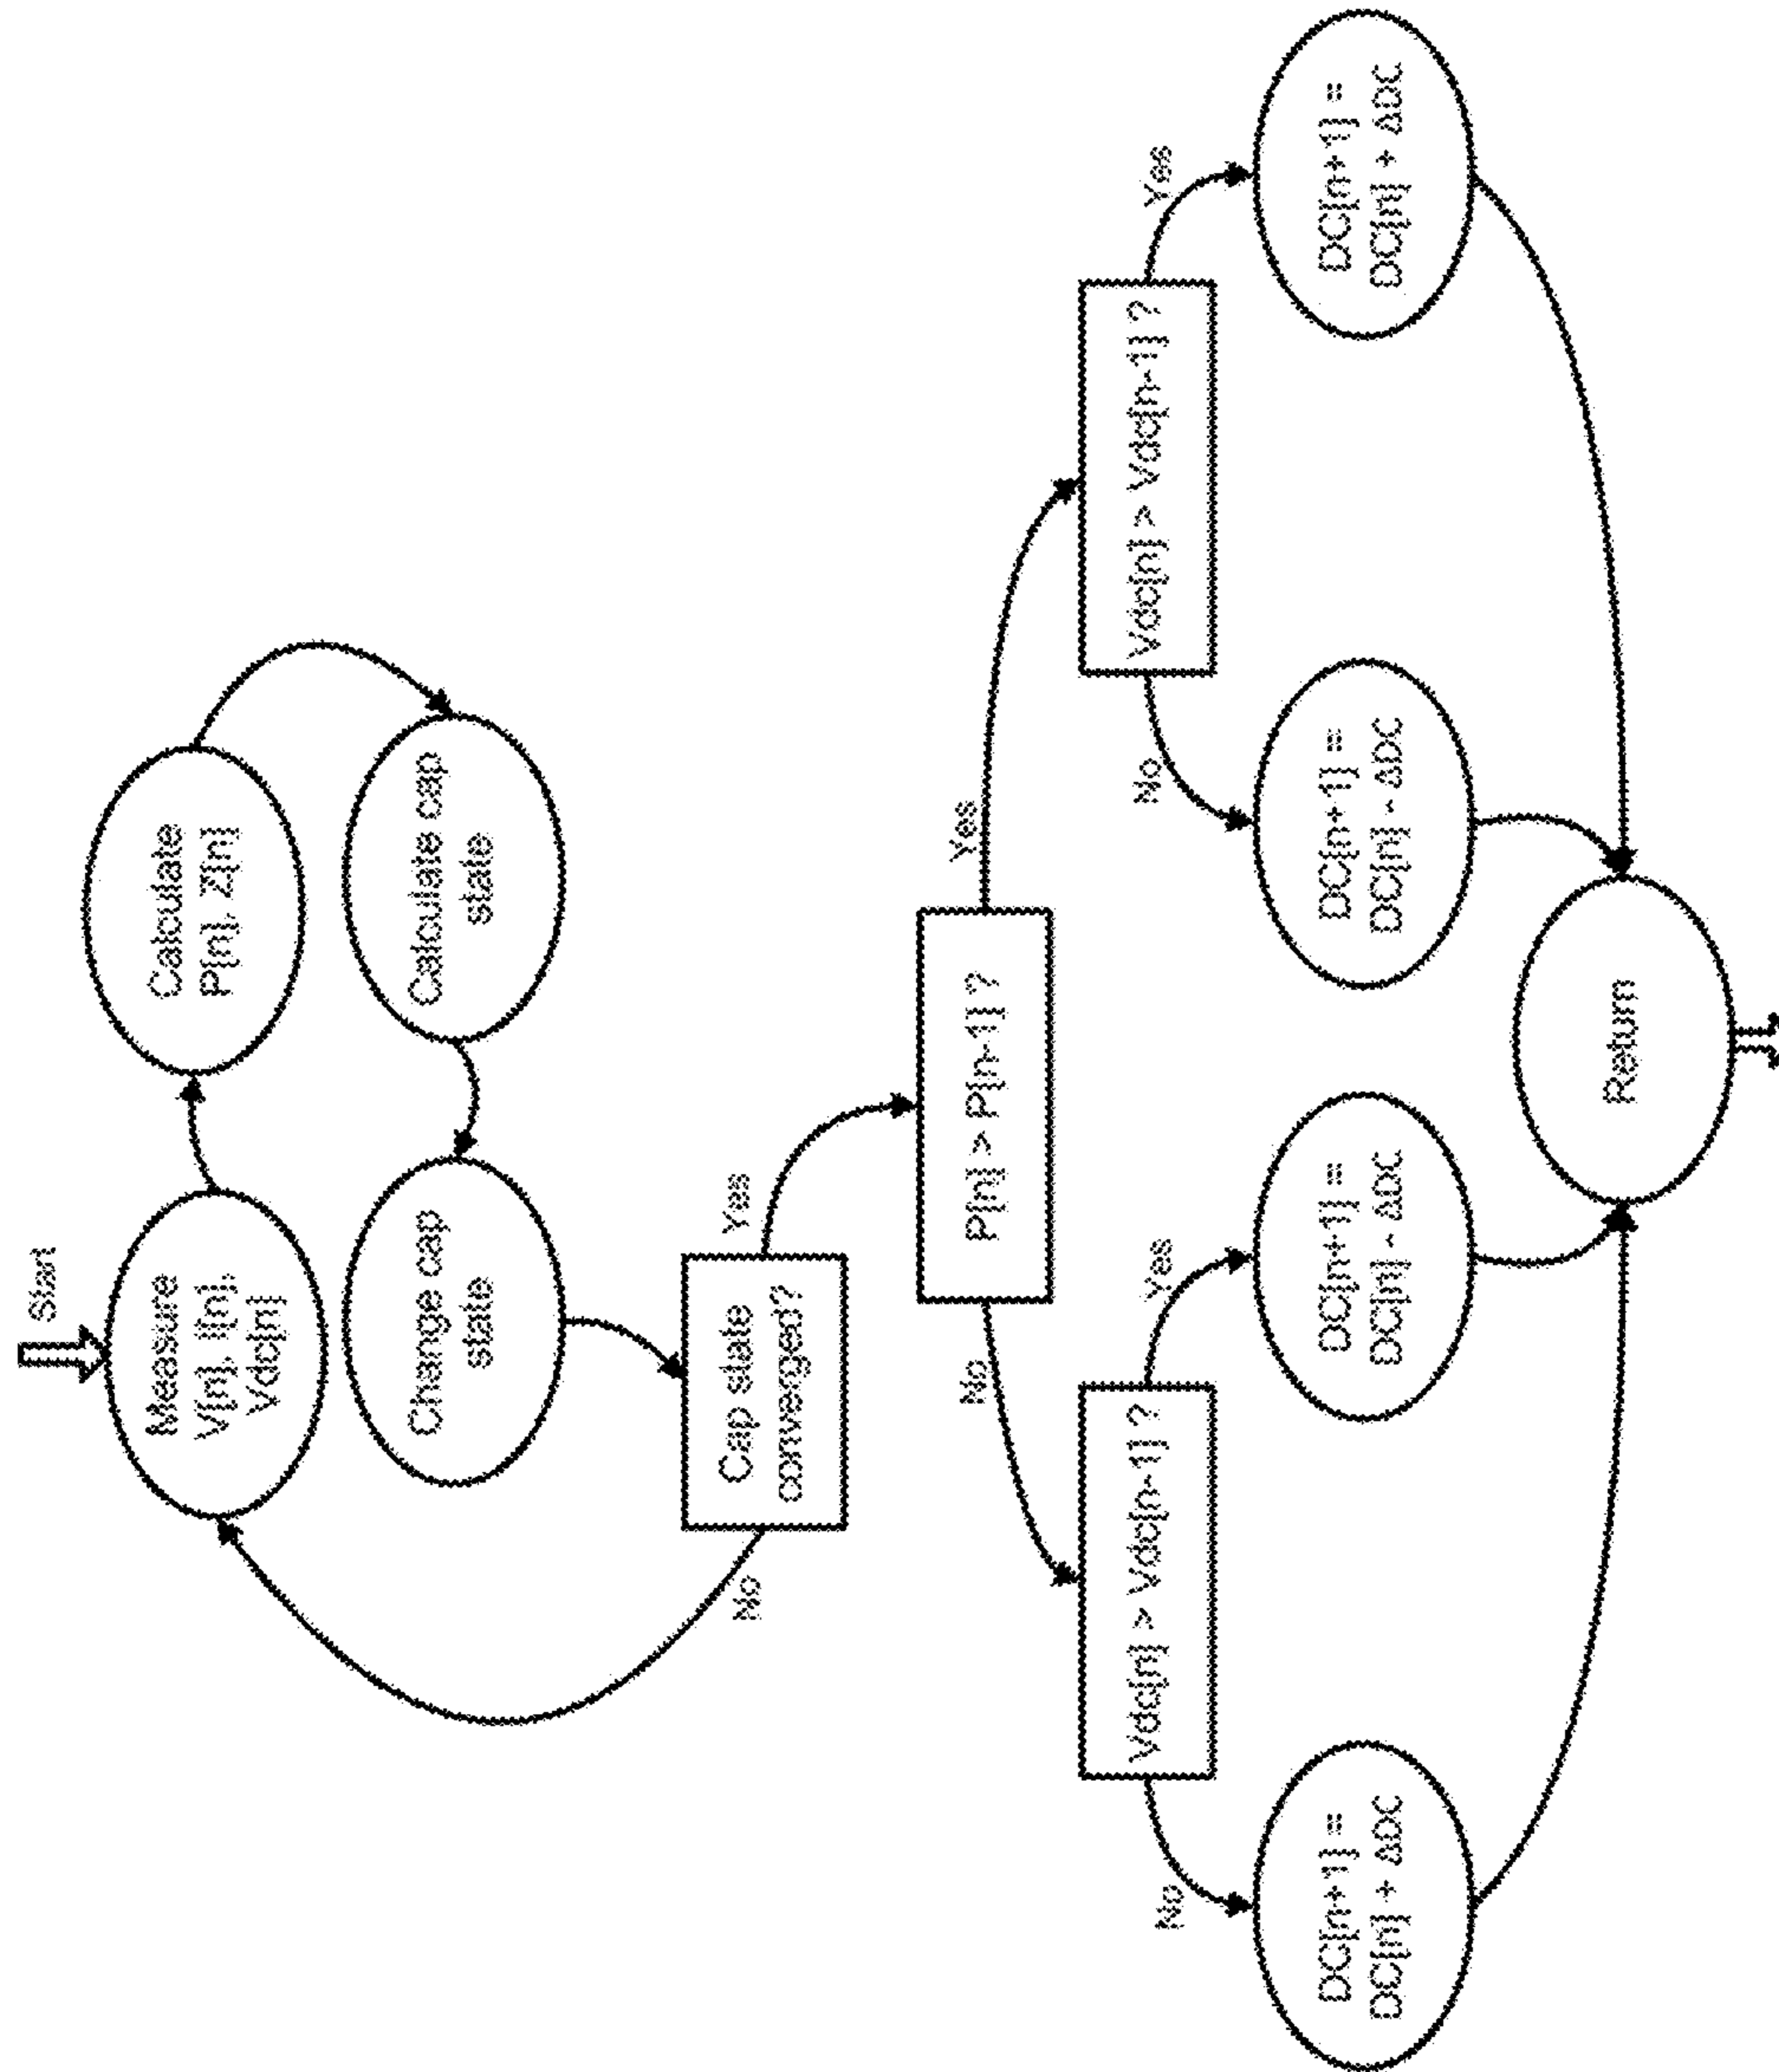 Start
Measure
V[n], I[n],
Vdc[n]
Calculate
P[n], Z[n]
Calculate cap
state
Change cap
state
Cap state
converged?
No
Yes
P[n] > P[n-1] ?
No
Yes
Vdc[n] > Vdc[n-1] ?
No
Yes
Vdc[n] > Vdc[n-1] ?
No
Yes
DC[n+1] =
DC[n] + ΔDC
DC[n+1] =
DC[n] - ΔDC
DC[n+1] =
DC[n] - ΔDC
DC[n+1] =
DC[n] + ΔDC
Return